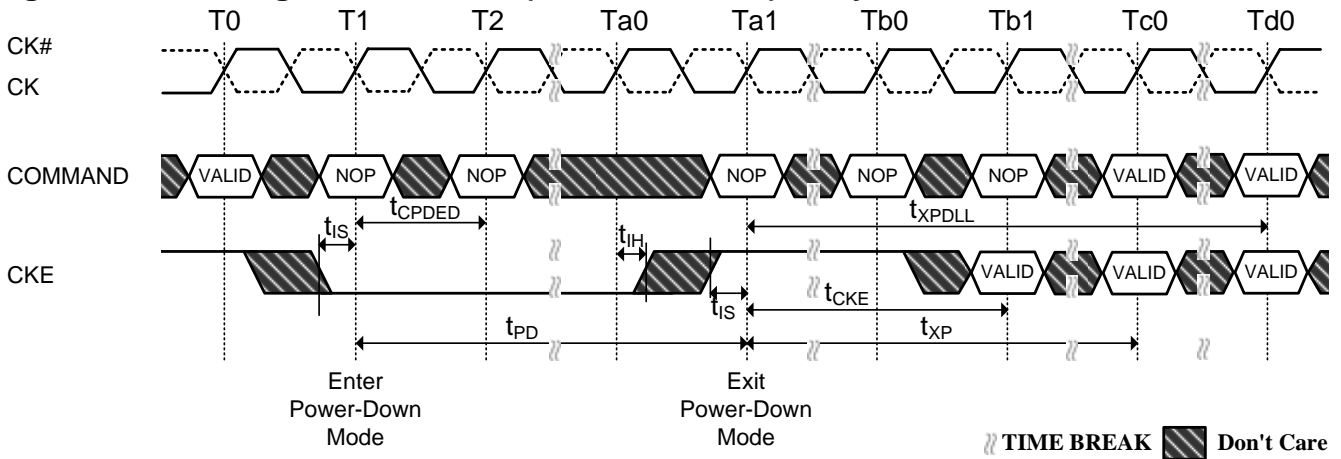 T0 T1 T2 Ta0 Ta1 Tb0 Tb1 Tc0 Td0
CK#
CK
COMMAND
VALID NOP NOP NOP NOP NOP VALID VALID
tCPDED
tXPDLL
tIS
tIH
CKE
VALID VALID VALID
tIS
tCKE
tPD
tXP
Enter
Power-Down
Mode
Exit
Power-Down
Mode
TIME BREAK
Don't Care